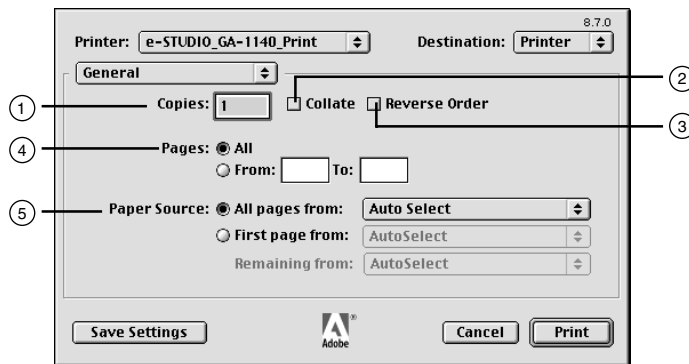 8.7.0
Printer: e-STUDIO_GA-1140_Print Destination: Printer
General
2
1 Copies: 1 Collate Reverse Order
3
4 Pages: All
From: To:
5 Paper Source: All pages from: Auto Select
First page from: AutoSelect
Remaining from: AutoSelect
Save Settings Adobe ® Cancel Print